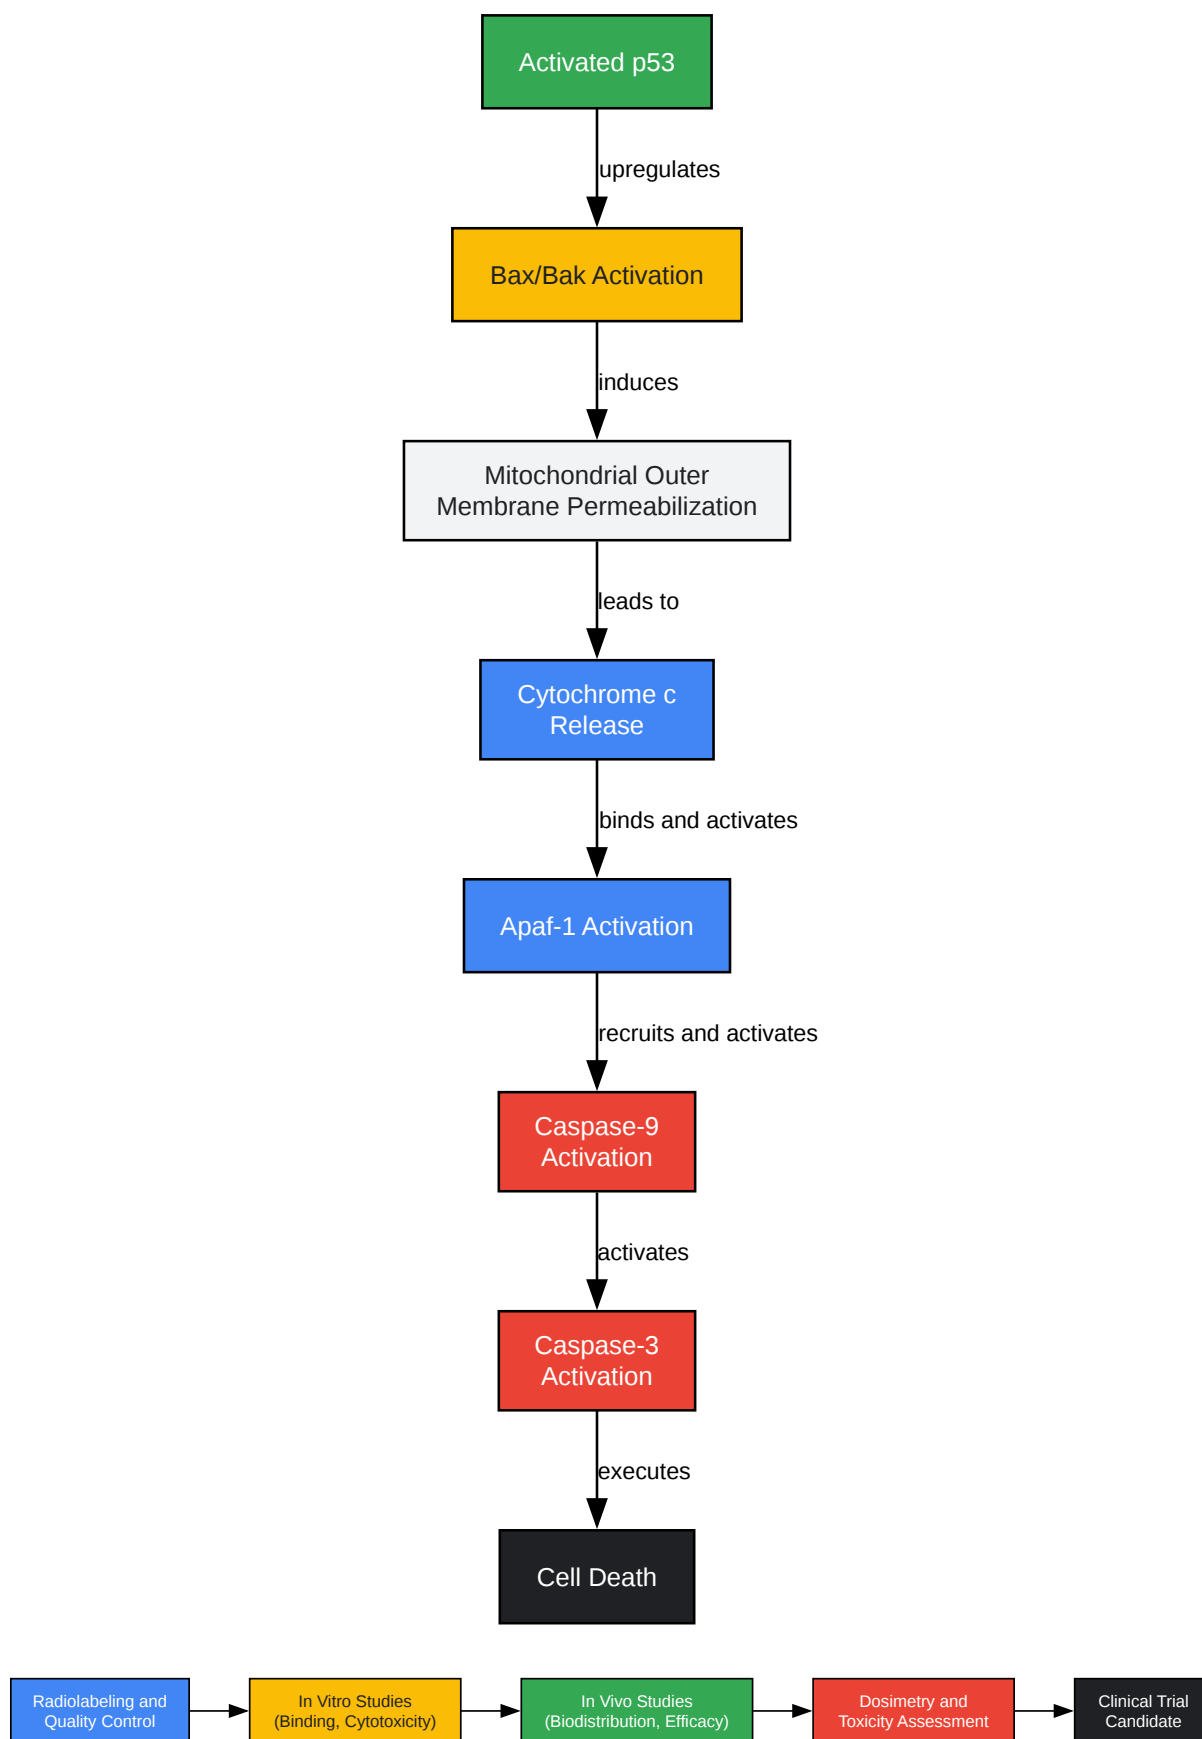 Activated p53
upregulates
Bax/Bak Activation
induces
Mitochondrial Outer
Membrane Permeabilization
leads to
Cytochrome c
Release
binds and activates
Apaf-1 Activation
recruits and activates
Caspase-9
Activation
activates
Caspase-3
Activation
executes
Cell Death
Radiolabeling and
Quality Control
In Vitro Studies
(Binding, Cytotoxicity)
In Vivo Studies
(Biodistribution, Efficacy)
Dosimetry and
Toxicity Assessment
Clinical Trial
Candidate